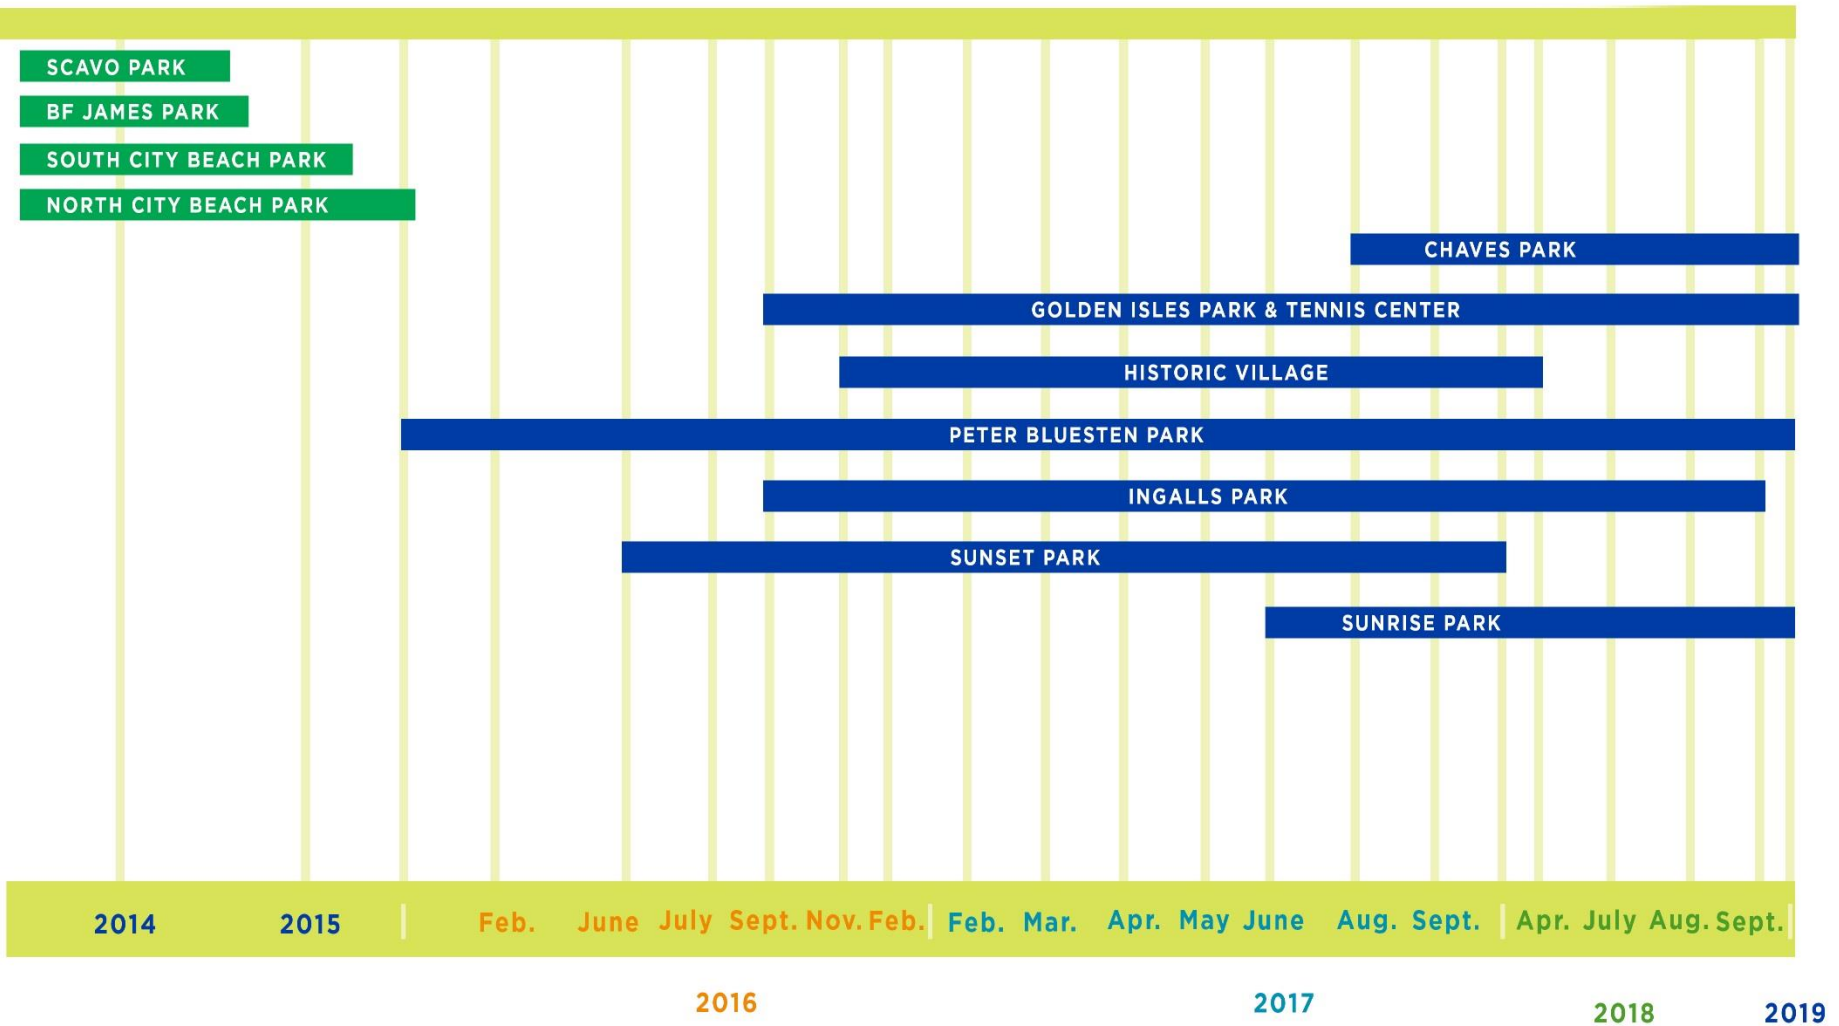 SCAVO PARK
BF JAMES PARK
SOUTH CITY BEACH PARK
NORTH CITY BEACH PARK
CHAVES PARK
GOLDEN ISLES PARK & TENNIS CENTER
HISTORIC VILLAGE
PETER BLUESTEN PARK
INGALLS PARK
SUNSET PARK
SUNRISE PARK
2014 2015 Feb. June July Sept. Nov. Feb. Feb. Mar. Apr. May June Aug. Sept. Apr. July Aug. Sept.
2016 2017 2018 2019